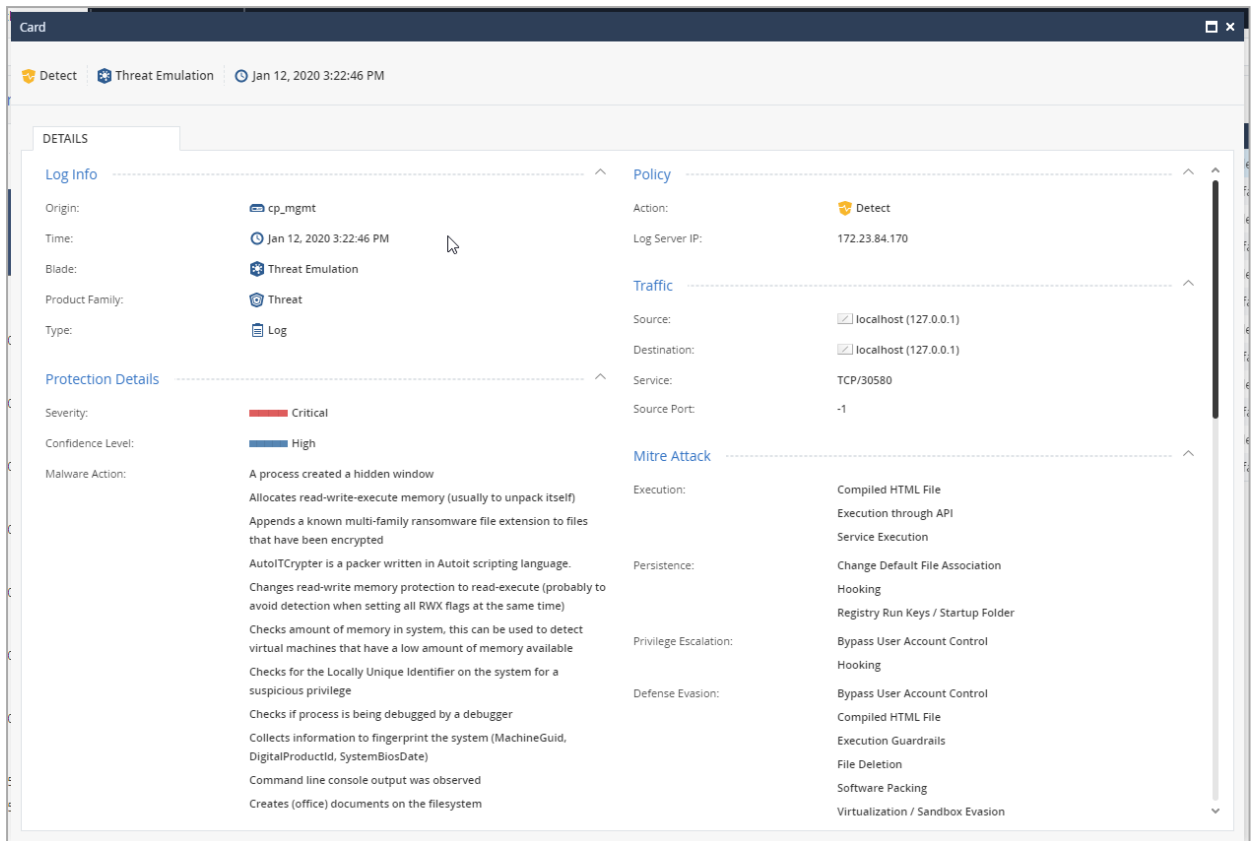 Card
Detect
Threat Emulation
Jan 12, 2020 3:22:46 PM
DETAILS
Log Info
Origin:
cp_mgmt
Time:
Jan 12, 2020 3:22:46 PM
Blade:
Threat Emulation
Product Family:
Threat
Type:
Log
Protection Details
Severity:
Critical
Confidence Level:
High
Malware Action:
A process created a hidden window
Allocates read-write-execute memory (usually to unpack itself)
Appends a known multi-family ransomware file extension to files
that have been encrypted
AutoITCrypter is a packer written in Autoit scripting language.
Changes read-write memory protection to read-execute (probably to
avoid detection when setting all RWX flags at the same time)
Checks amount of memory in system, this can be used to detect
virtual machines that have a low amount of memory available
Checks for the Locally Unique Identifier on the system for a
suspicious privilege
Checks if process is being debugged by a debugger
Collects information to fingerprint the system (MachineGuid,
DigitalProductId, SystemBiosDate)
Command line console output was observed
Creates (office) documents on the filesystem
Policy
Action:
Detect
Log Server IP:
172.23.84.170
Traffic
Source:
localhost (127.0.0.1)
Destination:
localhost (127.0.0.1)
Service:
TCP/30580
Source Port:
-1
Mitre Attack
Execution:
Compiled HTML File
Execution through API
Service Execution
Persistence:
Change Default File Association
Hooking
Registry Run Keys / Startup Folder
Privilege Escalation:
Bypass User Account Control
Hooking
Defense Evasion:
Bypass User Account Control
Compiled HTML File
Execution Guardrails
File Deletion
Software Packing
Virtualization / Sandbox Evasion